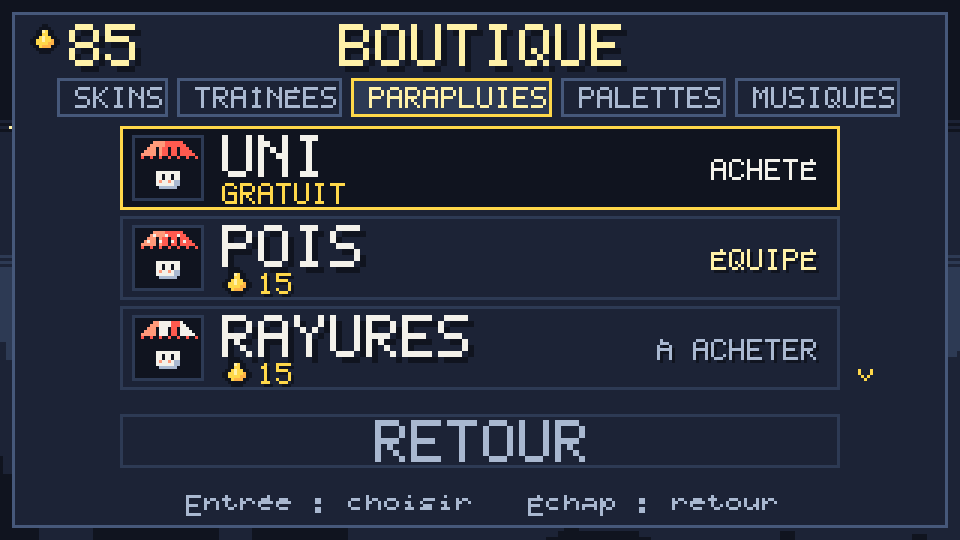 85 BOUTIQUE
SKINS TRAINÉES PARAPLUIES PALETTES MUSIQUES
UNI
GRATUIT
ACHETÉ
POIS
15
ÉQUIPÉ
RAYURES
15
À ACHETER
RETOUR
Entrée : choisir Échap : retour